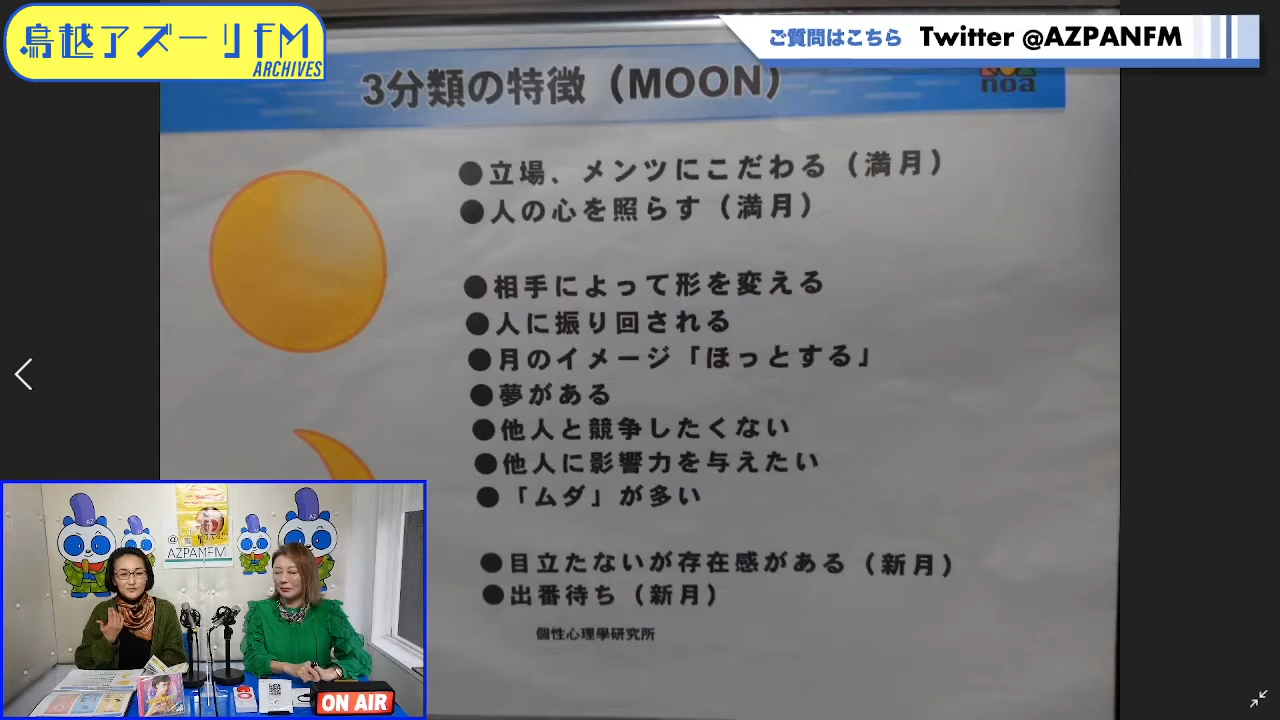 鳥越アズーリFM
ARCHIVES
ご質問はこちら Twitter @AZPANFM
3分類の特徴（MOON）
noa
●立場、メンツにこだわる（満月）
●人の心を照らす（満月）
●相手によって形を変える
●人に振り回される
●月のイメージ「ほっとする」
●夢がある
●他人と競争したくない
●他人に影響力を与えたい
●「ムダ」が多い
●目立たないが存在感がある（新月）
●出番待ち（新月）
個性心理學研究所
AZ
AZ
AZPANFM
ON AIR